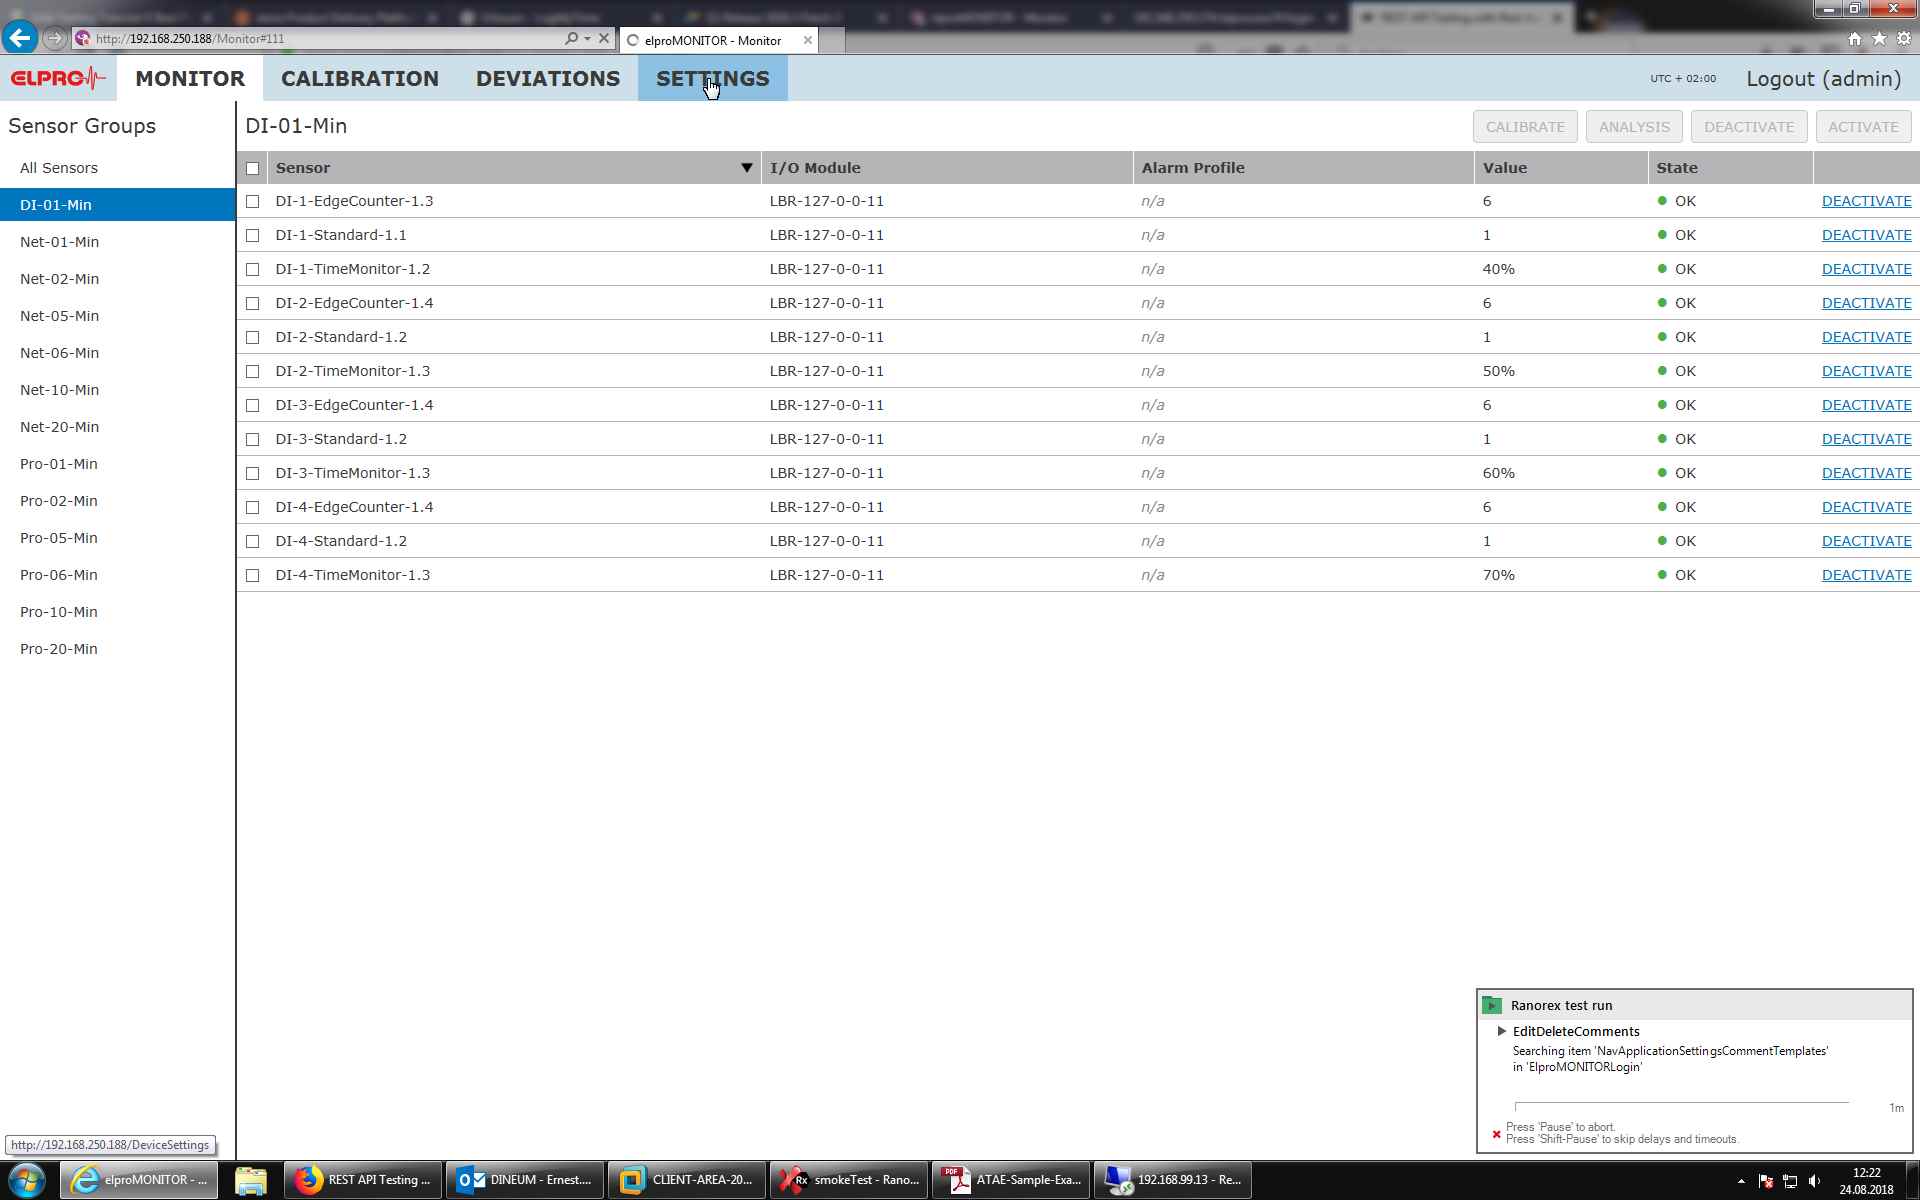 http://192.168.250.188/Monitor#111
elproMONITOR - Monitor
ELPRO
MONITOR
CALIBRATION
DEVIATIONS
SETTINGS
UTC + 02:00
Logout (admin)
Sensor Groups
All Sensors
DI-01-Min
Net-01-Min
Net-02-Min
Net-05-Min
Net-06-Min
Net-10-Min
Net-20-Min
Pro-01-Min
Pro-02-Min
Pro-05-Min
Pro-06-Min
Pro-10-Min
Pro-20-Min
DI-01-Min
CALIBRATE
ANALYSIS
DEACTIVATE
ACTIVATE
Sensor I/O Module Alarm Profile Value State
DI-1-EdgeCounter-1.3 LBR-127-0-0-11 n/a 6 OK DEACTIVATE
DI-1-Standard-1.1 LBR-127-0-0-11 n/a 1 OK DEACTIVATE
DI-1-TimeMonitor-1.2 LBR-127-0-0-11 n/a 40% OK DEACTIVATE
DI-2-EdgeCounter-1.4 LBR-127-0-0-11 n/a 6 OK DEACTIVATE
DI-2-Standard-1.2 LBR-127-0-0-11 n/a 1 OK DEACTIVATE
DI-2-TimeMonitor-1.3 LBR-127-0-0-11 n/a 50% OK DEACTIVATE
DI-3-EdgeCounter-1.4 LBR-127-0-0-11 n/a 6 OK DEACTIVATE
DI-3-Standard-1.2 LBR-127-0-0-11 n/a 1 OK DEACTIVATE
DI-3-TimeMonitor-1.3 LBR-127-0-0-11 n/a 60% OK DEACTIVATE
DI-4-EdgeCounter-1.4 LBR-127-0-0-11 n/a 6 OK DEACTIVATE
DI-4-Standard-1.2 LBR-127-0-0-11 n/a 1 OK DEACTIVATE
DI-4-TimeMonitor-1.3 LBR-127-0-0-11 n/a 70% OK DEACTIVATE
Ranorex test run
EditDeleteComments
Searching item 'NavApplicationSettingsCommentTemplates'
in 'ElproMONITORLogin'
1m
Press 'Pause' to abort.
Press 'Shift-Pause' to skip delays and timeouts.
http://192.168.250.188/DeviceSettings
elproMONITOR - ...
REST API Testing ...
DINEUM - Ernest....
CLIENT-AREA-20...
Rx
smokeTest - Rano...
PDF
ATAE-Sample-Exa...
192.168.99.13 - Re...
12:22
24.08.2018